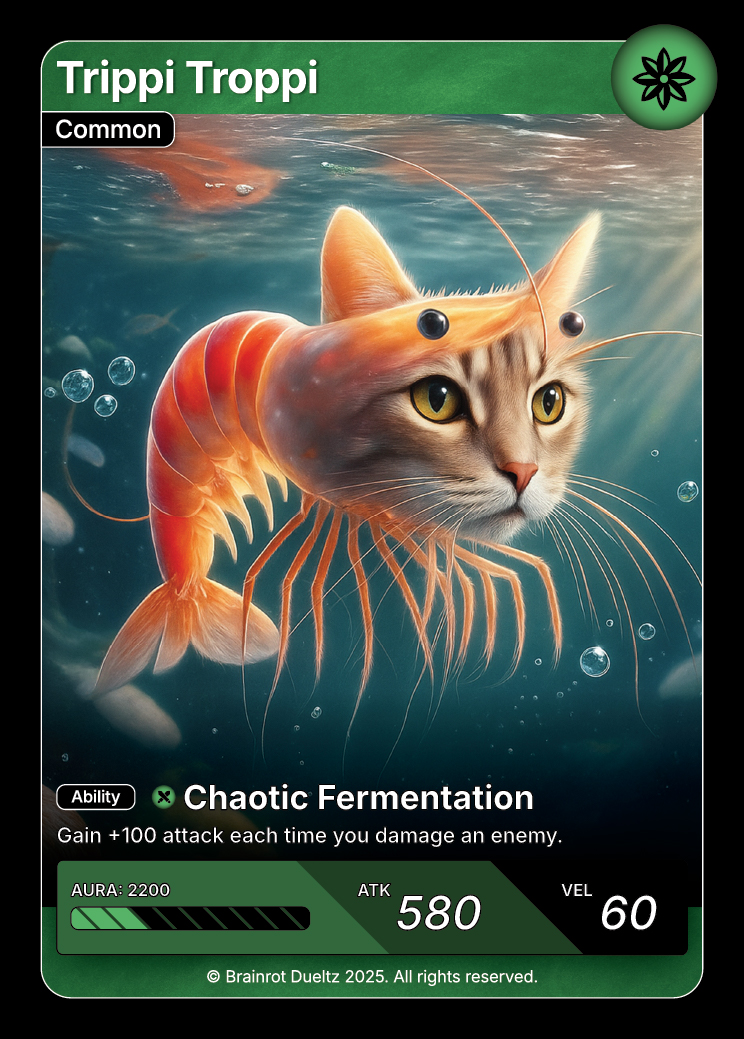 Trippi Troppi
Common
Ability
Chaotic Fermentation
Gain +100 attack each time you damage an enemy.
AURA: 2200
ATK 580
VEL 60
© Brainrot Dueltz 2025. All rights reserved.